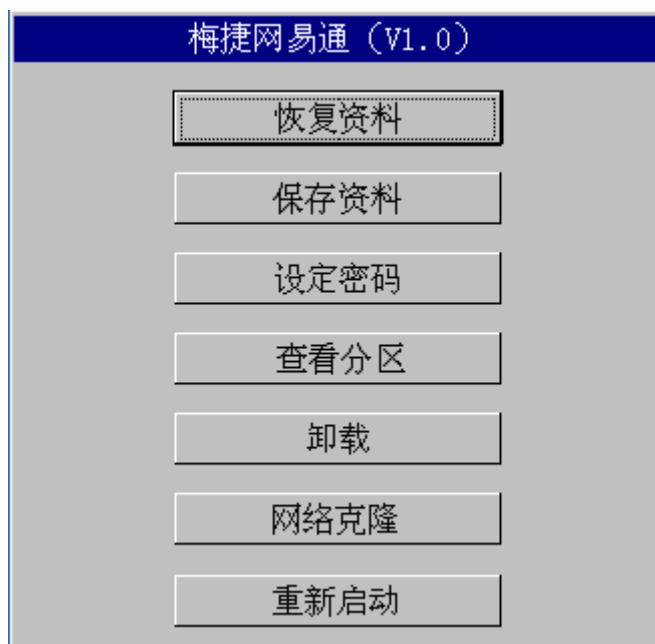 梅捷网易通（V1.0）
恢复资料
保存资料
设定密码
查看分区
卸载
网络克隆
重新启动